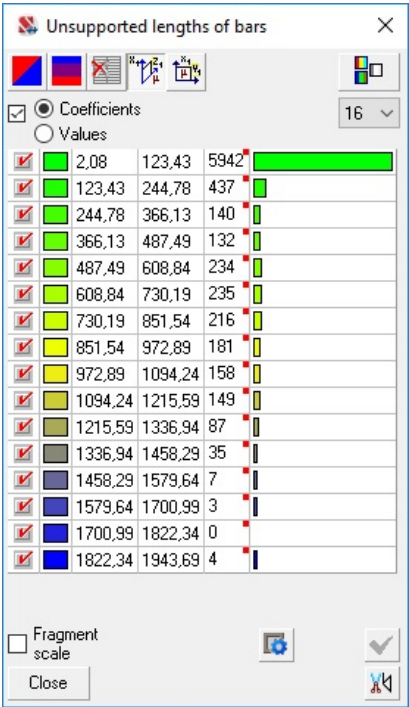 Unsupported lengths of bars
Coefficients
16
Values
2,08 123,43 5942
123,43 244,78 437
244,78 366,13 140
366,13 487,49 132
487,49 608,84 234
608,84 730,19 235
730,19 851,54 216
851,54 972,89 181
972,89 1094,24 158
1094,24 1215,59 149
1215,59 1336,94 87
1336,94 1458,29 35
1458,29 1579,64 7
1579,64 1700,99 3
1700,99 1822,34 0
1822,34 1943,69 4
Fragment
scale
Close